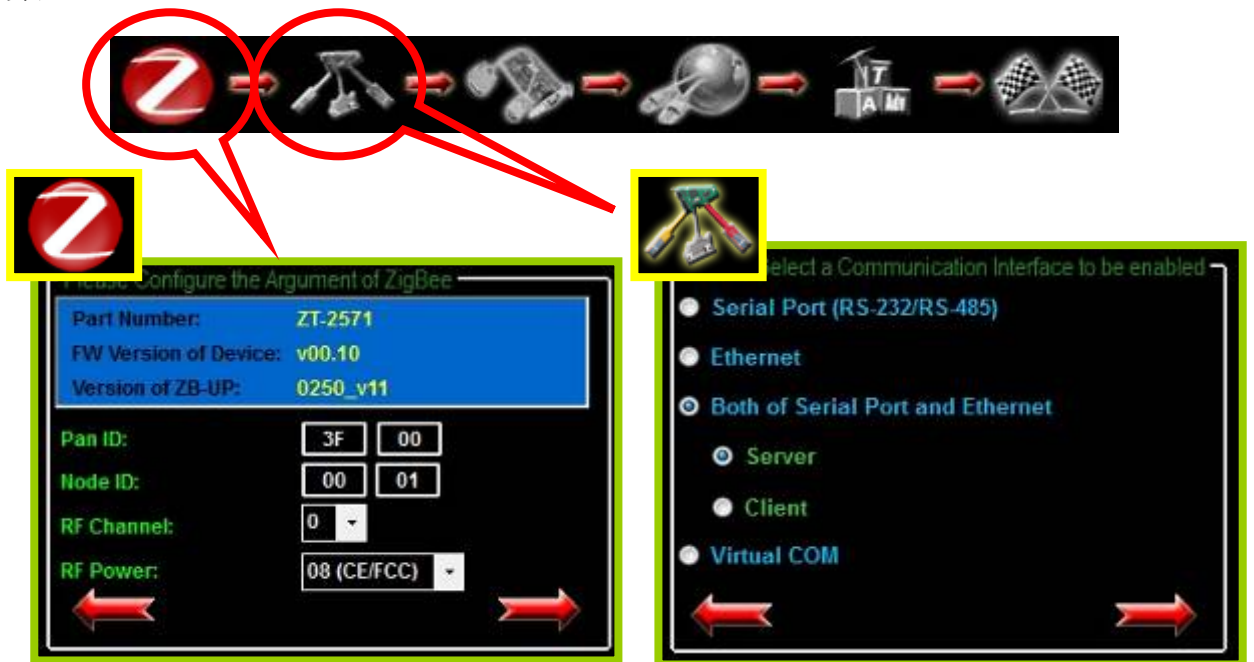 Z
T
A
Adv
Z
Please Configure the Argument of ZigBee
Part Number: ZT-2571
FW Version of Device: v00.10
Version of ZB-UP: 0250_v11
Pan ID: 3F 00
Node ID: 00 01
RF Channel: 0
RF Power: 08 (CE/FCC)
Select a Communication Interface to be enabled
Serial Port (RS-232/RS-485)
Ethernet
Both of Serial Port and Ethernet
Server
Client
Virtual COM